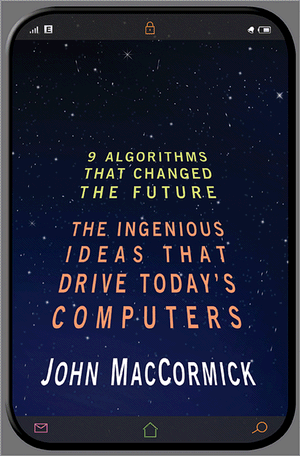 E
9 ALGORITHMS
THAT CHANGED
THE FUTURE
THE INGENIOUS
IDEAS THAT
DRIVE TODAY'S
COMPUTERS
JOHN MACCORMICK